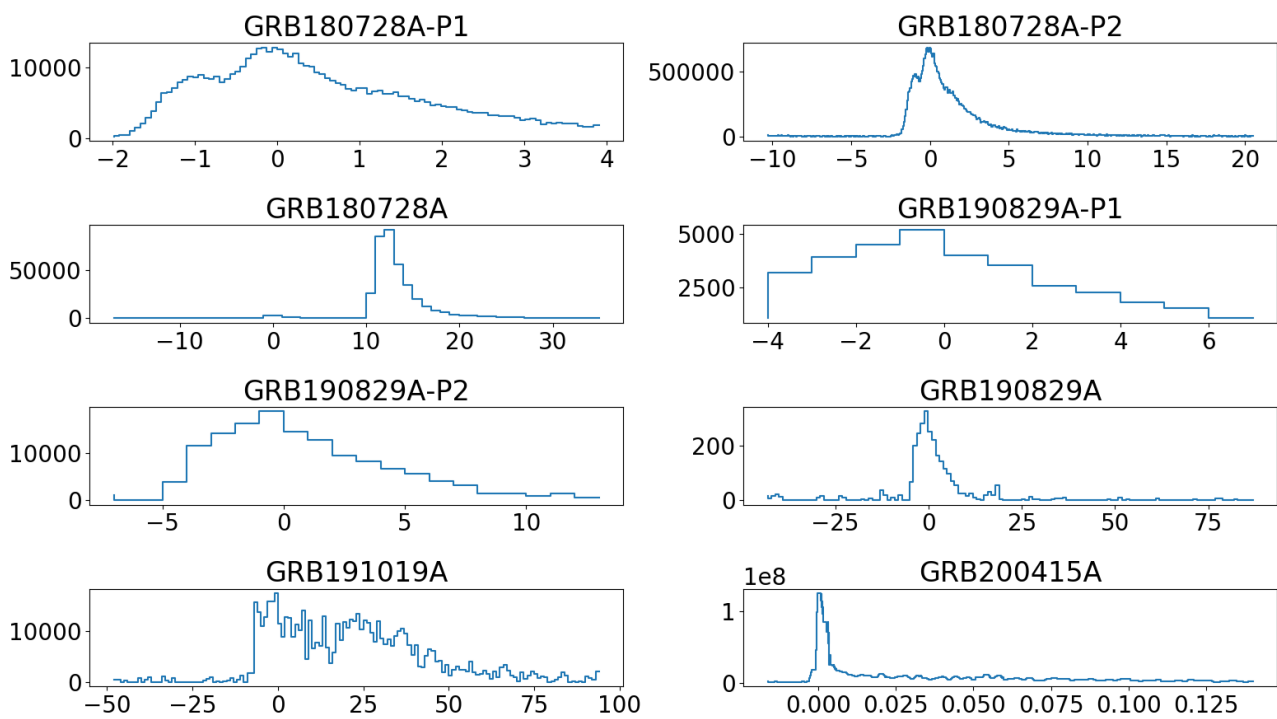 GRB180728A-P1
10000
0
−2 −1 0 1 2 3 4
GRB180728A-P2
500000
0
−10 −5 0 5 10 15 20
GRB180728A
50000
0
−10 0 10 20 30
GRB190829A-P1
5000
2500
−4 −2 0 2 4 6
GRB190829A-P2
10000
0
−5 0 5 10
GRB190829A
200
0
−25 0 25 50 75
GRB191019A
10000
0
−50 −25 0 25 50 75 100
GRB200415A
1e8
1
0
0.000 0.025 0.050 0.075 0.100 0.125